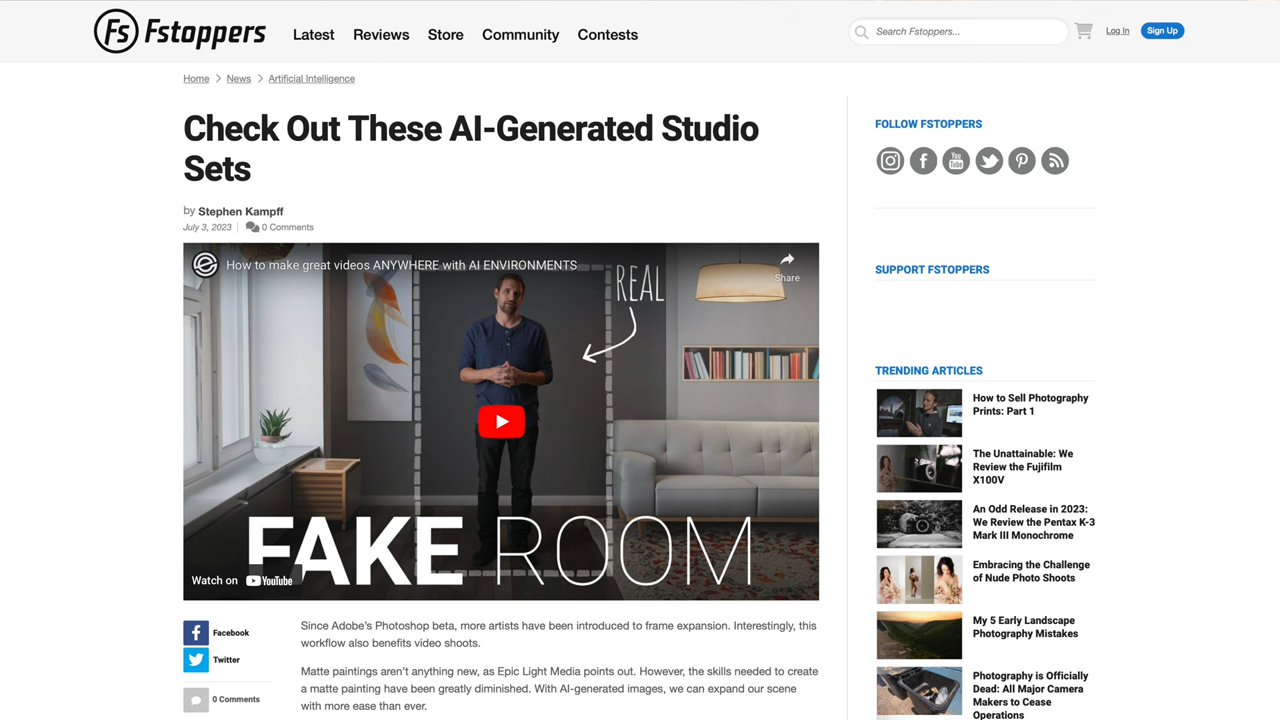 Fs Fstoppers
Latest
Reviews
Store
Community
Contests
Search Fstoppers...
Log In
Sign Up
Home > News > Artificial Intelligence
Check Out These AI-Generated Studio
Sets
by Stephen Kampff
July 3, 2023 | 0 Comments
How to make great videos ANYWHERE with AI ENVIRONMENTS
Share
REAL
FAKE ROOM
Watch on YouTube
Facebook
Twitter
0 Comments
Since Adobe's Photoshop beta, more artists have been introduced to frame expansion. Interestingly, this
workflow also benefits video shoots.
Matte paintings aren't anything new, as Epic Light Media points out. However, the skills needed to create
a matte painting have been greatly diminished. With AI-generated images, we can expand our scene
with more ease than ever.
FOLLOW FSTOPPERS
You
Tube
SUPPORT FSTOPPERS
TRENDING ARTICLES
How to Sell Photography
Prints: Part 1
The Unattainable: We
Review the Fujifilm
X100V
An Odd Release in 2023:
We Review the Pentax K-3
Mark III Monochrome
Embracing the Challenge
of Nude Photo Shoots
My 5 Early Landscape
Photography Mistakes
Photography is Officially
Dead: All Major Camera
Makers to Cease
Operations